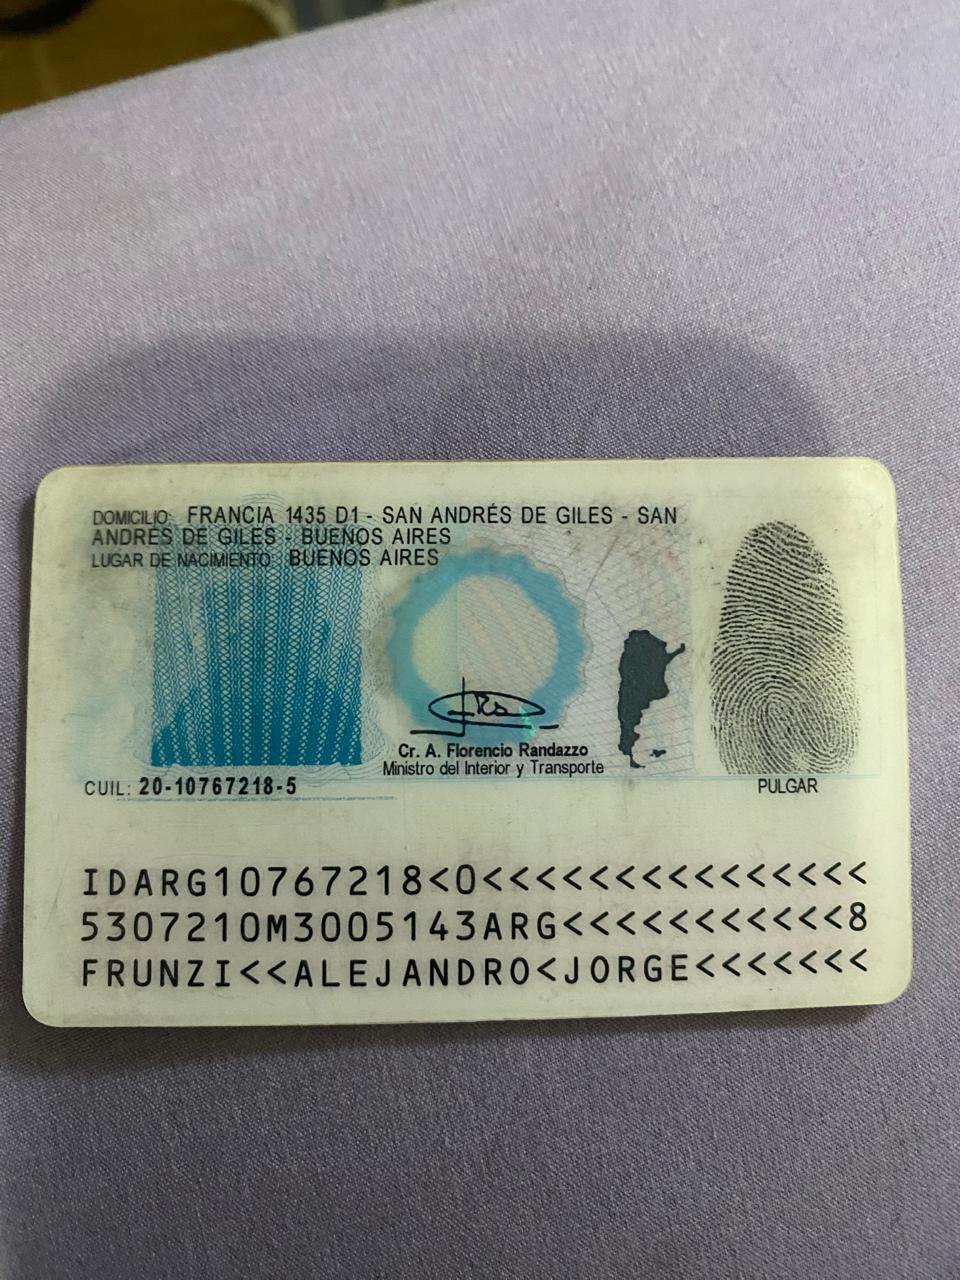 DOMICILIO: FRANCIA 1435 D1 - SAN ANDRÉS DE GILES - SAN
ANDRÉS DE GILES - BUENOS AIRES
LUGAR DE NACIMIENTO: BUENOS AIRES
Cr. A. Florencio Randazzo
Ministro del Interior y Transporte
CUIL: 20-10767218-5
PULGAR
IDARG10767218<0<<<<<<<<<<<<<<<
5307210M3005143ARG<<<<<<<<<<<8
FRUNZI<<ALEJANDRO<JORGE<<<<<<<